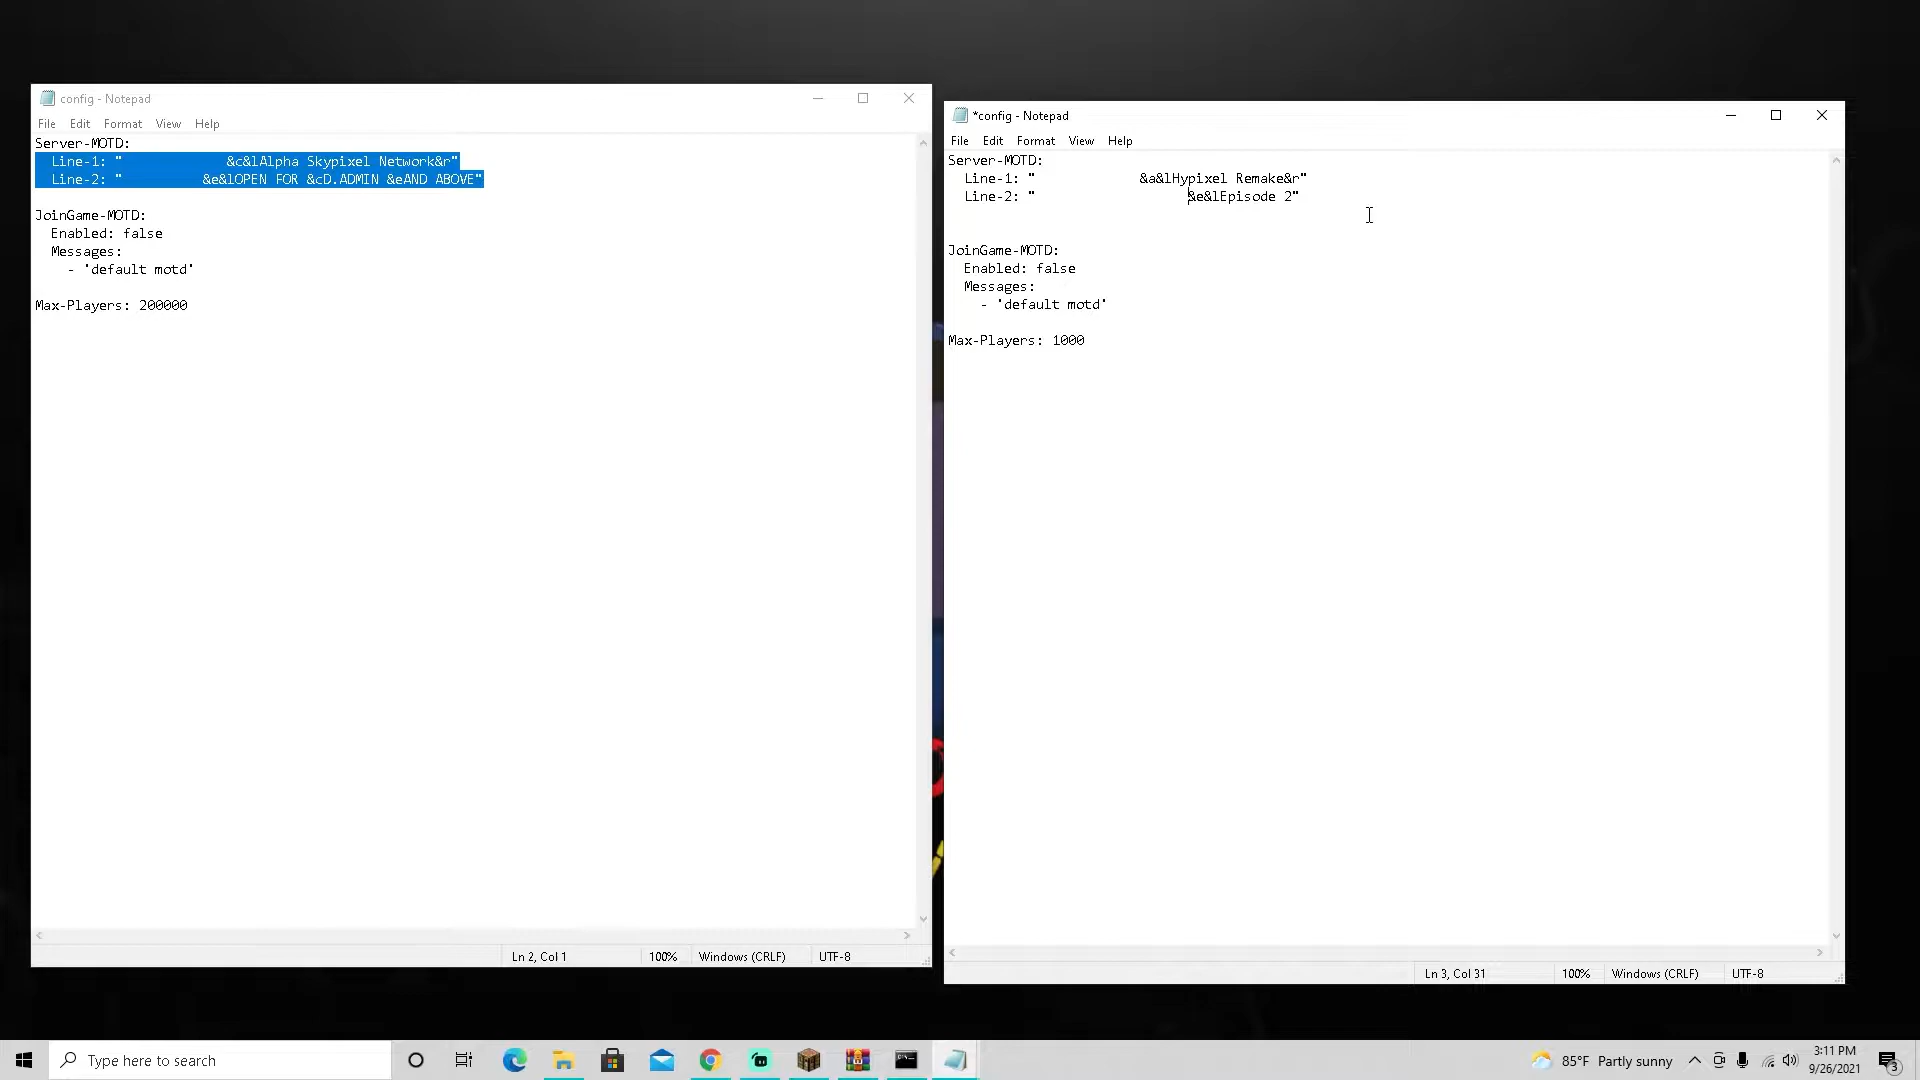 config - Notepad
File Edit Format View Help
Server-MOTD:
Line-1: " &c&lAlpha Skypixel Network&r"
Line-2: " &e&lOPEN FOR &cD.ADMIN &eAND ABOVE"
JoinGame-MOTD:
Enabled: false
Messages:
- 'default motd'
Max-Players: 200000
Ln 2, Col 1 100% Windows (CRLF) UTF-8
*config - Notepad
File Edit Format View Help
Server-MOTD:
Line-1: " &a&lHypixel Remake&r"
Line-2: " &e&lEpisode 2"
JoinGame-MOTD:
Enabled: false
Messages:
- 'default motd'
Max-Players: 1000
Ln 3, Col 31 100% Windows (CRLF) UTF-8
Type here to search
85°F Partly sunny
3:11 PM
9/26/2021
3